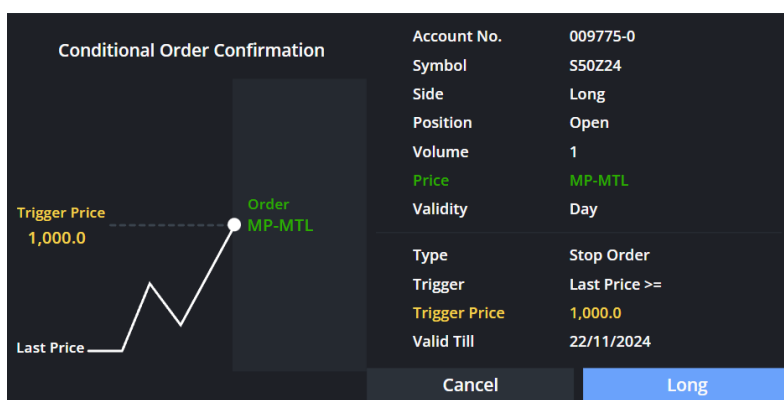 Conditional Order Confirmation
Trigger Price
1,000.0
Order
MP-MTL
Last Price
Account No. 009775-0
Symbol S50Z24
Side Long
Position Open
Volume 1
Price MP-MTL
Validity Day
Type Stop Order
Trigger Last Price >=
Trigger Price 1,000.0
Valid Till 22/11/2024
Cancel Long